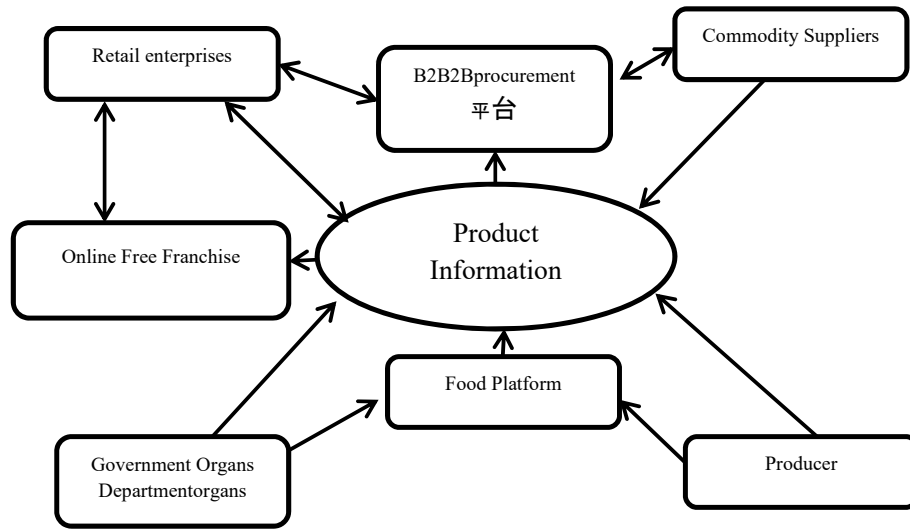 Retail enterprises
B2B2Bprocurement
平台
Commodity Suppliers
Online Free Franchise
Product
Information
Food Platform
Government Organs
Departmentorgans
Producer